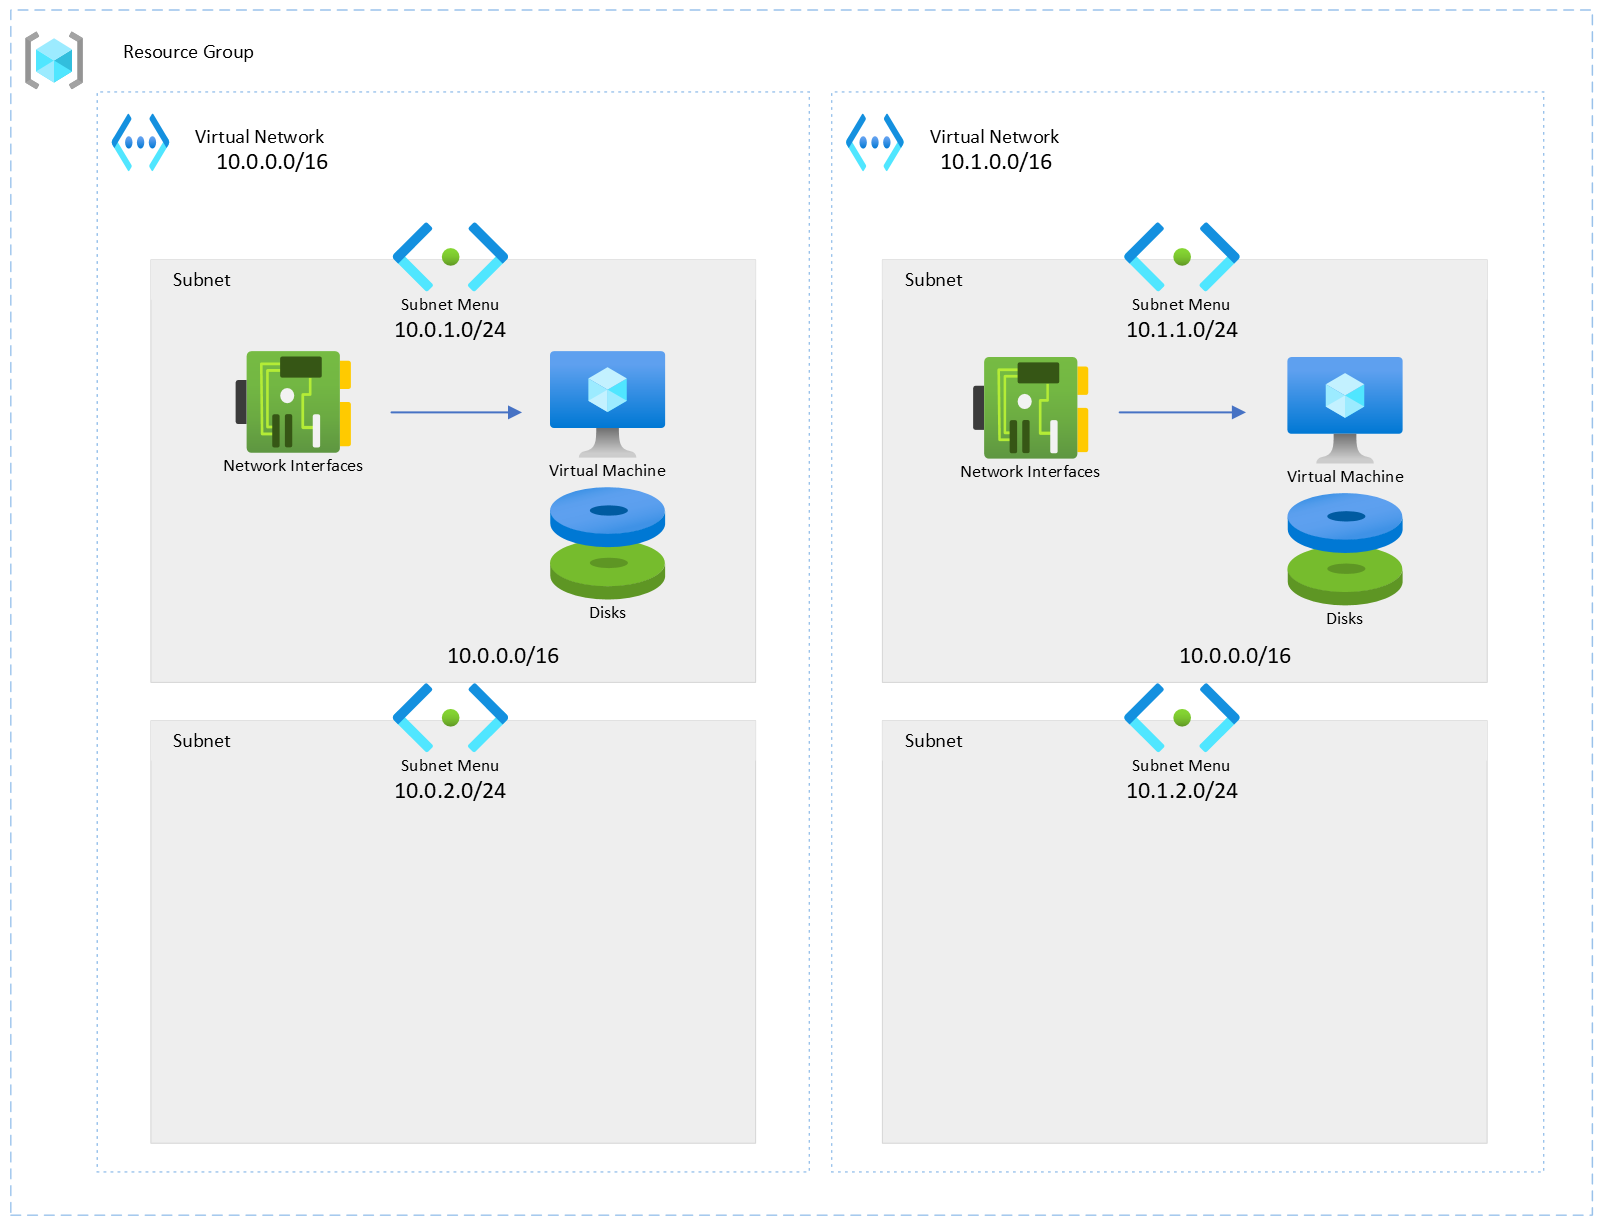 Resource Group
Virtual Network
10.0.0.0/16
Subnet
Subnet Menu
10.0.1.0/24
Network Interfaces
Virtual Machine
Disks
10.0.0.0/16
Subnet
Subnet Menu
10.0.2.0/24
Virtual Network
10.1.0.0/16
Subnet
Subnet Menu
10.1.1.0/24
Network Interfaces
Virtual Machine
Disks
10.0.0.0/16
Subnet
Subnet Menu
10.1.2.0/24